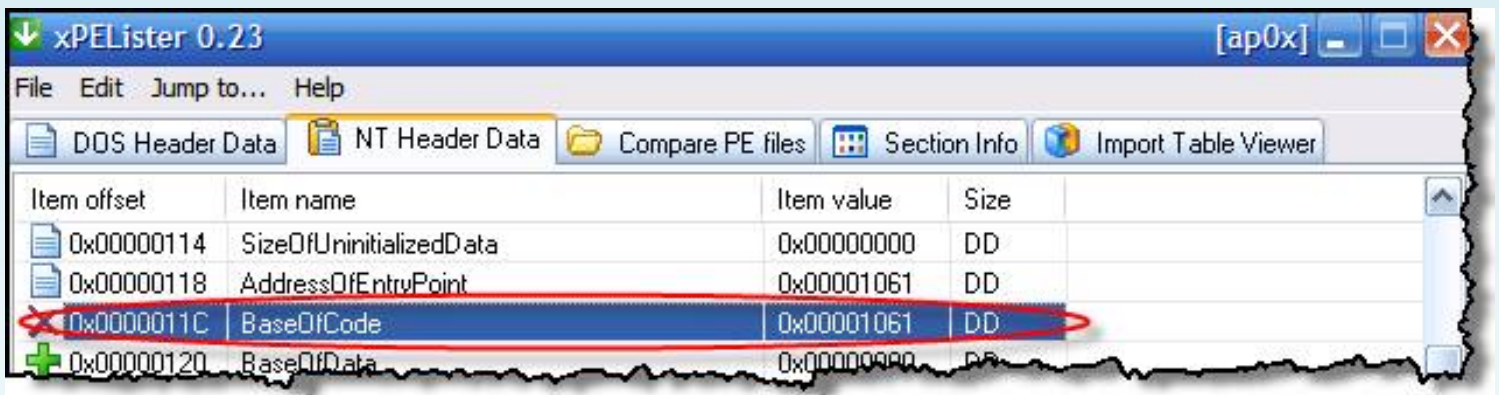 xPELister 0.23 [ap0x]
File Edit Jump to... Help
DOS Header Data NT Header Data Compare PE files Section Info Import Table Viewer
Item offset Item name Item value Size
0x00000114 SizeOfUninitializedData 0x00000000 DD
0x00000118 AddressOfEntryPoint 0x00001061 DD
0x0000011C BaseOfCode 0x00001061 DD
0x00000120 BaseOfData DD